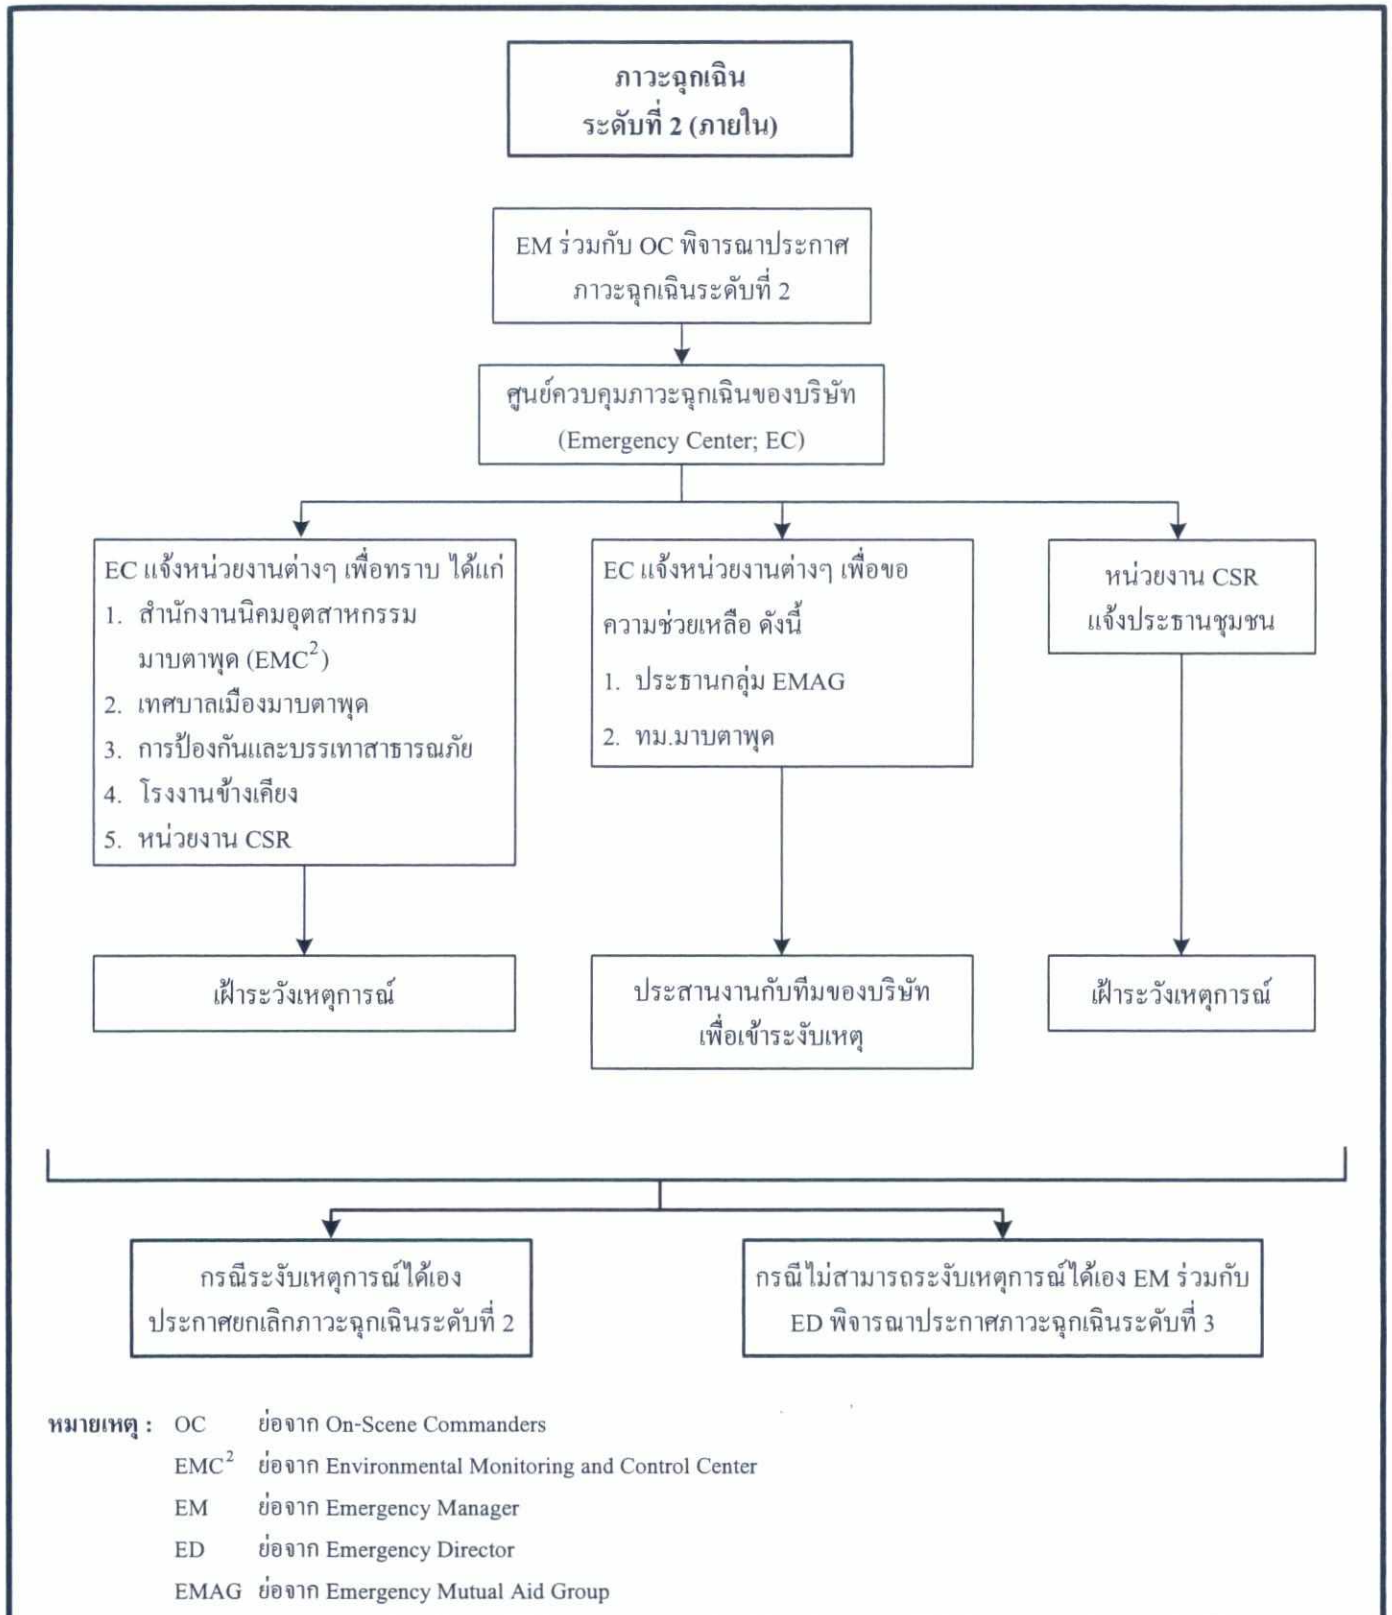 ภาวะฉุกเฉิน
ระดับที่ 2 (ภายใน)
EM ร่วมกับ OC พิจารณาประกาศ
ภาวะฉุกเฉินระดับที่ 2
ศูนย์ควบคุมภาวะฉุกเฉินของบริษัท
(Emergency Center; EC)
EC แจ้งหน่วยงานต่างๆ เพื่อทราบ ได้แก่
1. สำนักงานนิคมอุตสาหกรรม
มาบตาพุด (EMC²)
2. เทศบาลเมืองมาบตาพุด
3. การป้องกันและบรรเทาสาธารณภัย
4. โรงงานข้างเคียง
5. หน่วยงาน CSR
EC แจ้งหน่วยงานต่างๆ เพื่อขอ
ความช่วยเหลือ ดังนี้
1. ประธานกลุ่ม EMAG
2. ทม.มาบตาพุด
หน่วยงาน CSR
แจ้งประธานชุมชน
เฝ้าระวังเหตุการณ์
ประสานงานกับทีมของบริษัท
เพื่อเข้าระงับเหตุ
เฝ้าระวังเหตุการณ์
กรณีระงับเหตุการณ์ได้เอง
ประกาศยกเลิกภาวะฉุกเฉินระดับที่ 2
กรณีไม่สามารถระงับเหตุการณ์ได้เอง EM ร่วมกับ
ED พิจารณาประกาศภาวะฉุกเฉินระดับที่ 3
หมายเหตุ : OC ย่อจาก On-Scene Commanders
EMC² ย่อจาก Environmental Monitoring and Control Center
EM ย่อจาก Emergency Manager
ED ย่อจาก Emergency Director
EMAG ย่อจาก Emergency Mutual Aid Group